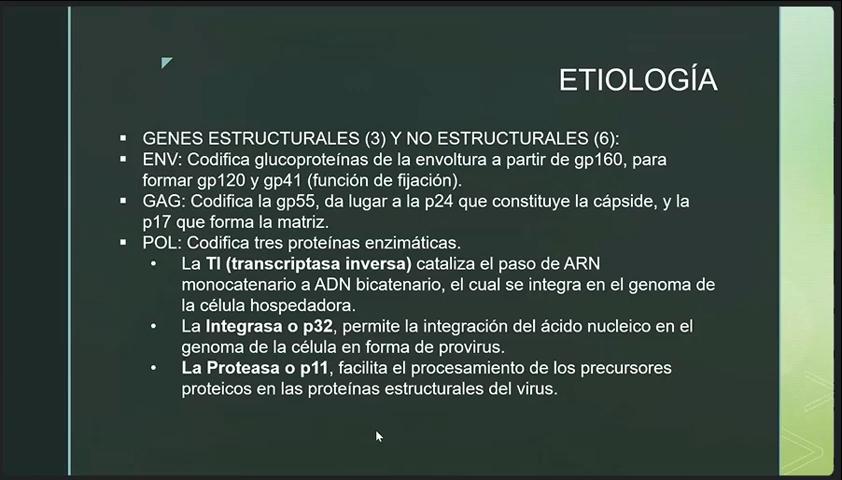 ETIOLOGÍA
▪ GENES ESTRUCTURALES (3) Y NO ESTRUCTURALES (6):
▪ ENV: Codifica glucoproteínas de la envoltura a partir de gp160, para
formar gp120 y gp41 (función de fijación).
▪ GAG: Codifica la gp55, da lugar a la p24 que constituye la cápside, y la
p17 que forma la matriz.
▪ POL: Codifica tres proteínas enzimáticas.
• La TI (transcriptasa inversa) cataliza el paso de ARN
monocatenario a ADN bicatenario, el cual se integra en el genoma de
la célula hospedadora.
• La Integrasa o p32, permite la integración del ácido nucleico en el
genoma de la célula en forma de provirus.
• La Proteasa o p11, facilita el procesamiento de los precursores
proteicos en las proteínas estructurales del virus.